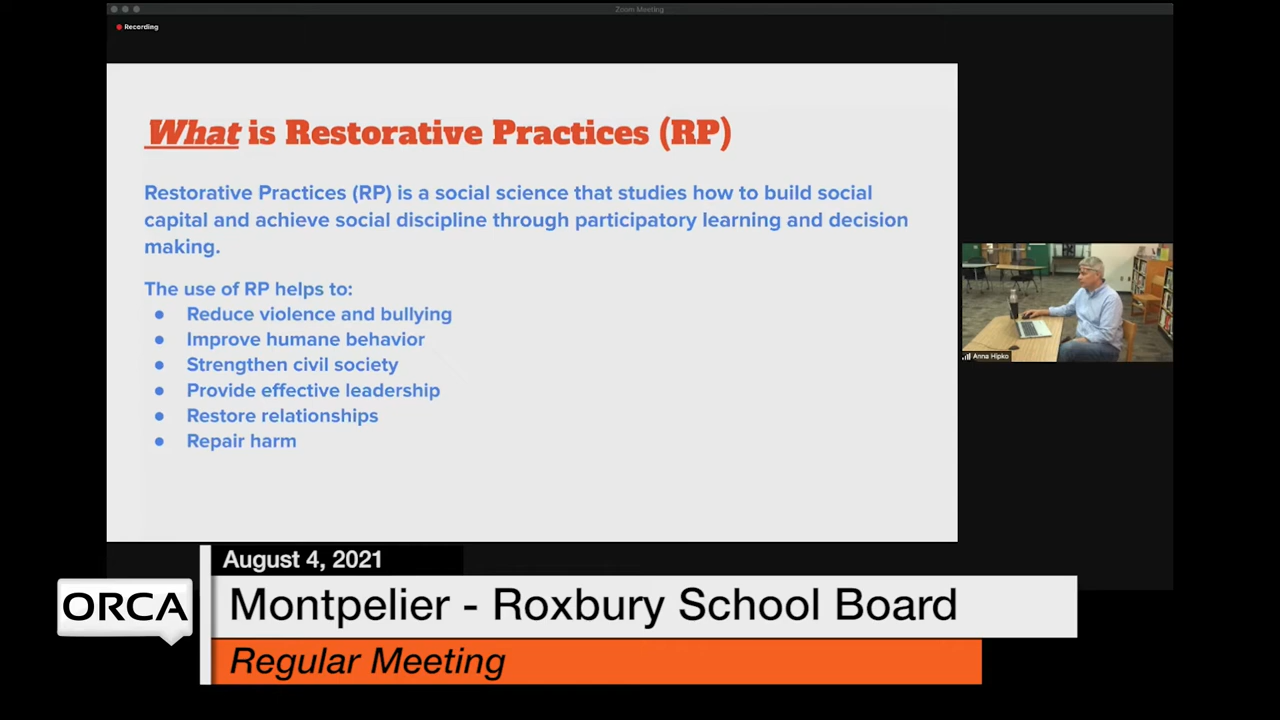 Zoom Meeting
Recording
What is Restorative Practices (RP)
Restorative Practices (RP) is a social science that studies how to build social
capital and achieve social discipline through participatory learning and decision
making.
The use of RP helps to:
● Reduce violence and bullying
● Improve humane behavior
● Strengthen civil society
● Provide effective leadership
● Restore relationships
● Repair harm
Anna Hipko
August 4, 2021
ORCA
Montpelier - Roxbury School Board
Regular Meeting